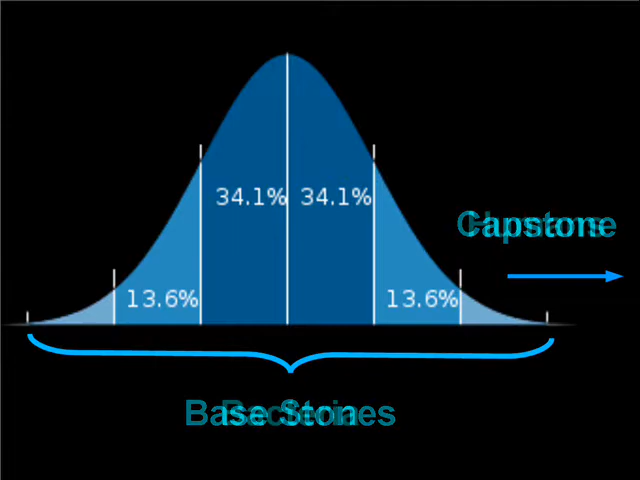 34.1% 34.1%
Capstone
13.6% 13.6%
Base Stones